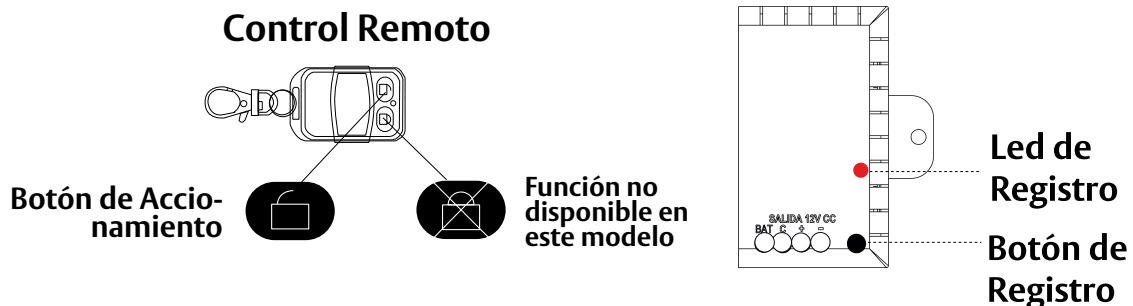 Control Remoto
Botón de Accio-
namiento
Función no
disponible en
este modelo
SALIDA 12V CC
BAT C + -
Led de
Registro
Botón de
Registro